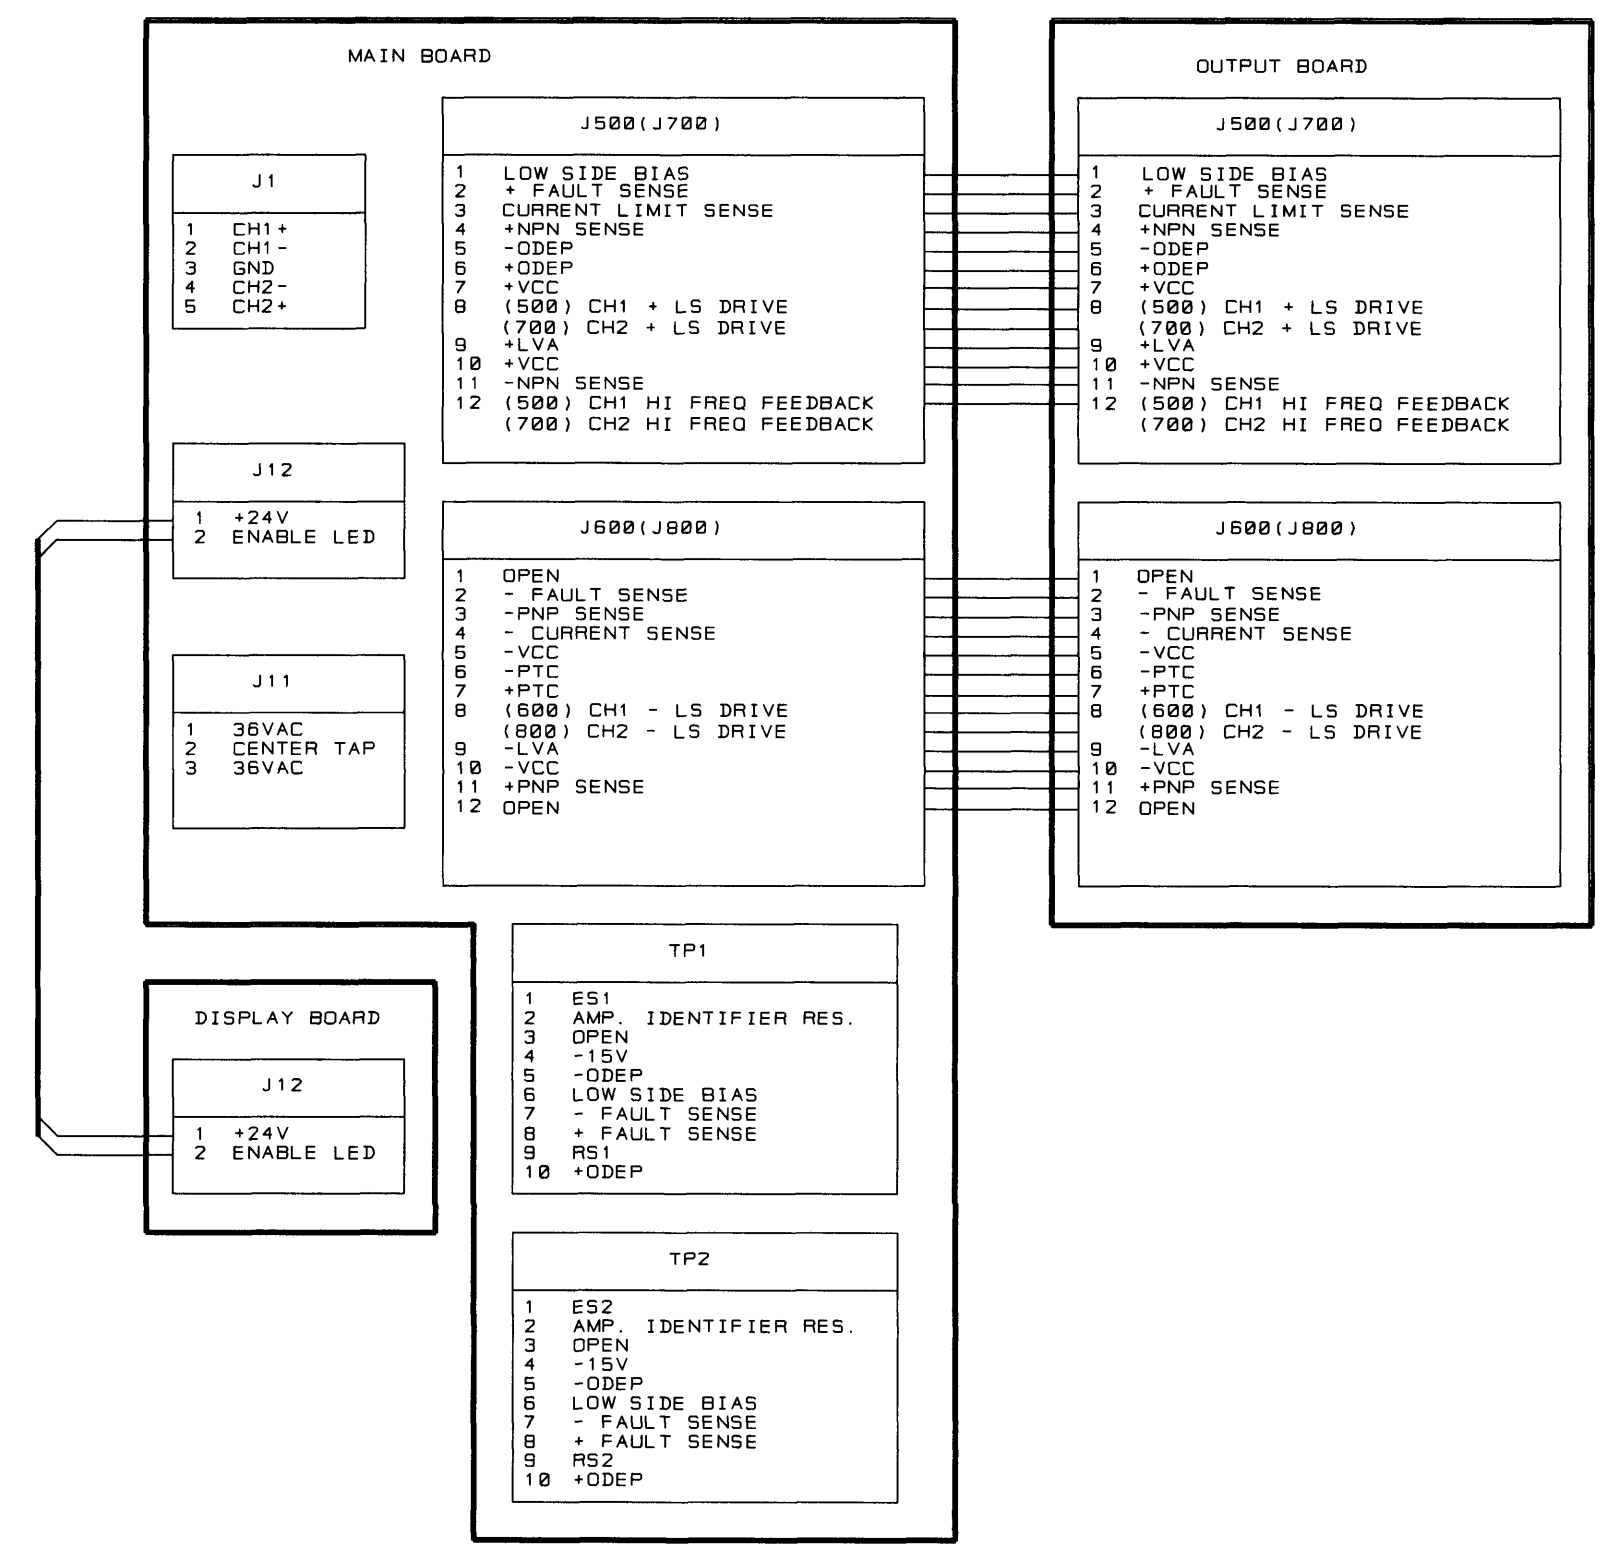 MAIN BOARD
J1
1 CH1+
2 CH1-
3 GND
4 CH2-
5 CH2+
J12
1 +24V
2 ENABLE LED
J11
1 36VAC
2 CENTER TAP
3 36VAC
J500(J700)
1 LOW SIDE BIAS
2 + FAULT SENSE
3 CURRENT LIMIT SENSE
4 +NPN SENSE
5 -ODEP
6 +ODEP
7 +VCC
8 (500) CH1 + LS DRIVE
(700) CH2 + LS DRIVE
9 +LVA
10 +VCC
11 -NPN SENSE
12 (500) CH1 HI FREQ FEEDBACK
(700) CH2 HI FREQ FEEDBACK
J600(J800)
1 OPEN
2 - FAULT SENSE
3 -PNP SENSE
4 - CURRENT SENSE
5 -VCC
6 -PTC
7 +PTC
8 (600) CH1 - LS DRIVE
(800) CH2 - LS DRIVE
9 -LVA
10 -VCC
11 +PNP SENSE
12 OPEN
OUTPUT BOARD
J500(J700)
1 LOW SIDE BIAS
2 + FAULT SENSE
3 CURRENT LIMIT SENSE
4 +NPN SENSE
5 -ODEP
6 +ODEP
7 +VCC
8 (500) CH1 + LS DRIVE
(700) CH2 + LS DRIVE
9 +LVA
10 +VCC
11 -NPN SENSE
12 (500) CH1 HI FREQ FEEDBACK
(700) CH2 HI FREQ FEEDBACK
J600(J800)
1 OPEN
2 - FAULT SENSE
3 -PNP SENSE
4 - CURRENT SENSE
5 -VCC
6 -PTC
7 +PTC
8 (600) CH1 - LS DRIVE
(800) CH2 - LS DRIVE
9 -LVA
10 -VCC
11 +PNP SENSE
12 OPEN
DISPLAY BOARD
J12
1 +24V
2 ENABLE LED
TP1
1 ES1
2 AMP. IDENTIFIER RES.
3 OPEN
4 -15V
5 -ODEP
6 LOW SIDE BIAS
7 - FAULT SENSE
8 + FAULT SENSE
9 RS1
10 +ODEP
TP2
1 ES2
2 AMP. IDENTIFIER RES.
3 OPEN
4 -15V
5 -ODEP
6 LOW SIDE BIAS
7 - FAULT SENSE
8 + FAULT SENSE
9 RS2
10 +ODEP